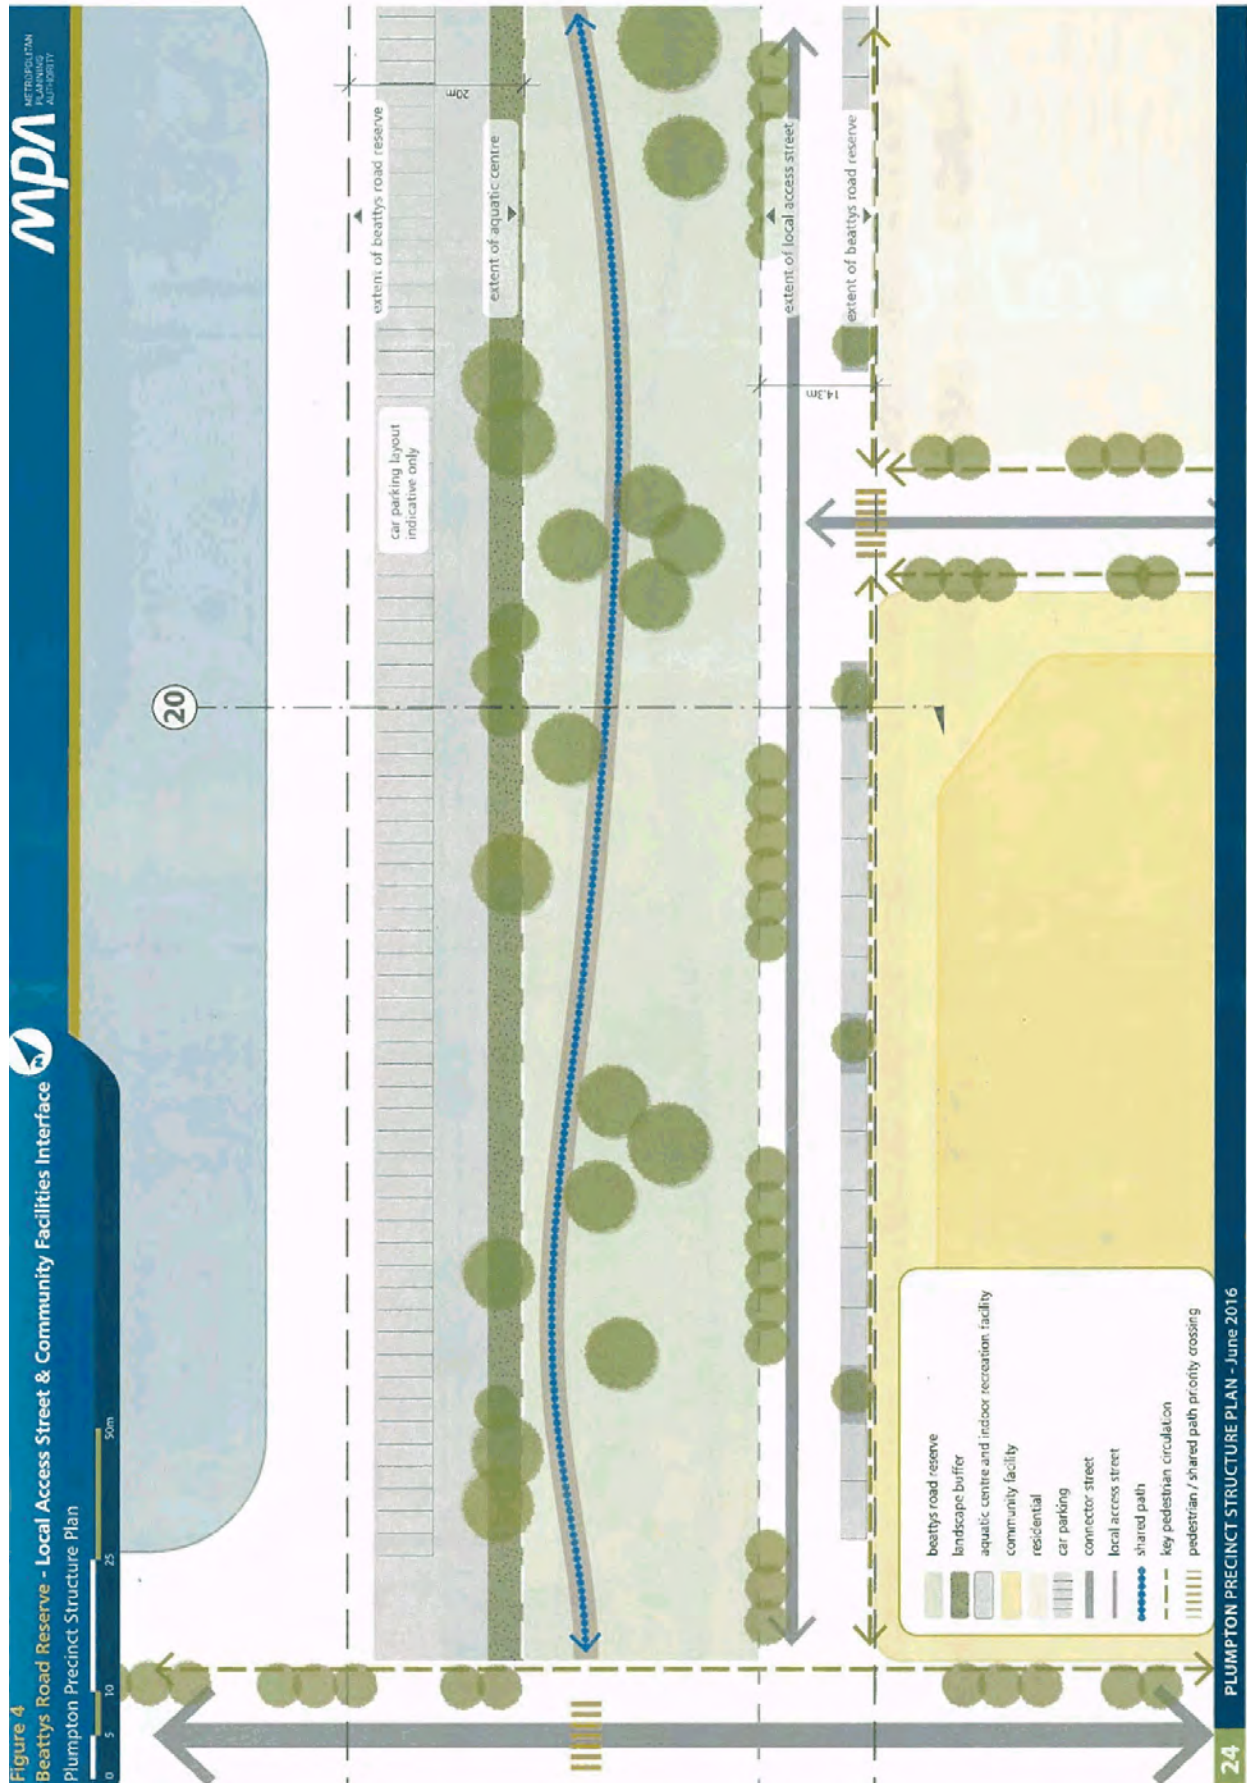 Figure 4
Beattys Road Reserve - Local Access Street & Community Facilities Interface
Plumpton Precinct Structure Plan
N
0 5 10 25 50m
mpa METROPOLITAN
PLANNING
AUTHORITY
20
20m
extent of beattys road reserve
car parking layout
indicative only
extent of aquatic centre
extent of local access street
extent of beattys road reserve
14.3m
beattys road reserve
landscape buffer
aquatic centre and indoor recreation facility
community facility
residential
car parking
connector street
local access street
shared path
key pedestrian circulation
pedestrian / shared path priority crossing
24 PLUMPTON PRECINCT STRUCTURE PLAN - June 2016